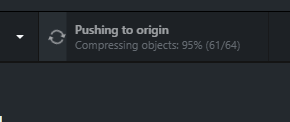 Pushing to origin
Compressing objects: 95% (61/64)